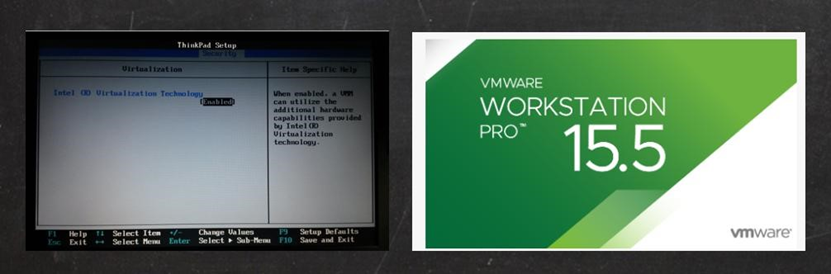 ThinkPad Setup
Security
Virtualization
Item Specific Help
Intel (R) Virtualization Technology
[Enabled]
When enabled, a VMM
can utilize the
additional hardware
capabilities provided
by Intel(R)
Virtualization
technology.
F1 Help ↑↓ Select Item -/+ Change Values F9 Setup Defaults
Esc Exit ↔ Select Menu Enter Select ▸ Sub-Menu F10 Save and Exit
VMWARE
WORKSTATION
PRO™ 15.5
vmware®